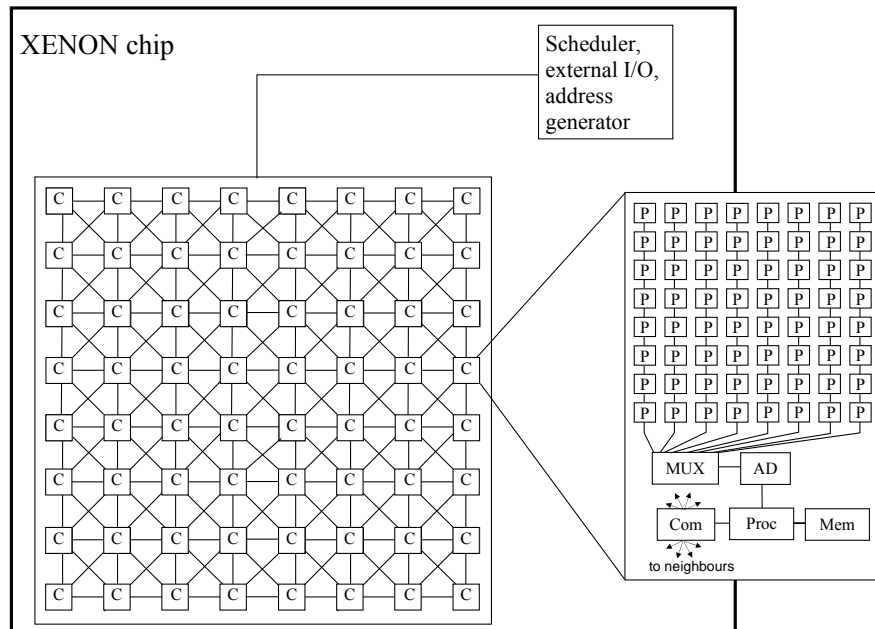 XENON chip
Scheduler,
external I/O,
address
generator
C C C C C C C C
C C C C C C C C
C C C C C C C C
C C C C C C C C
C C C C C C C C
C C C C C C C C
C C C C C C C C
C C C C C C C C
P P P P P P P P
P P P P P P P P
P P P P P P P P
P P P P P P P P
P P P P P P P P
P P P P P P P P
P P P P P P P P
P P P P P P P P
MUX AD
Com Proc Mem
to neighbours